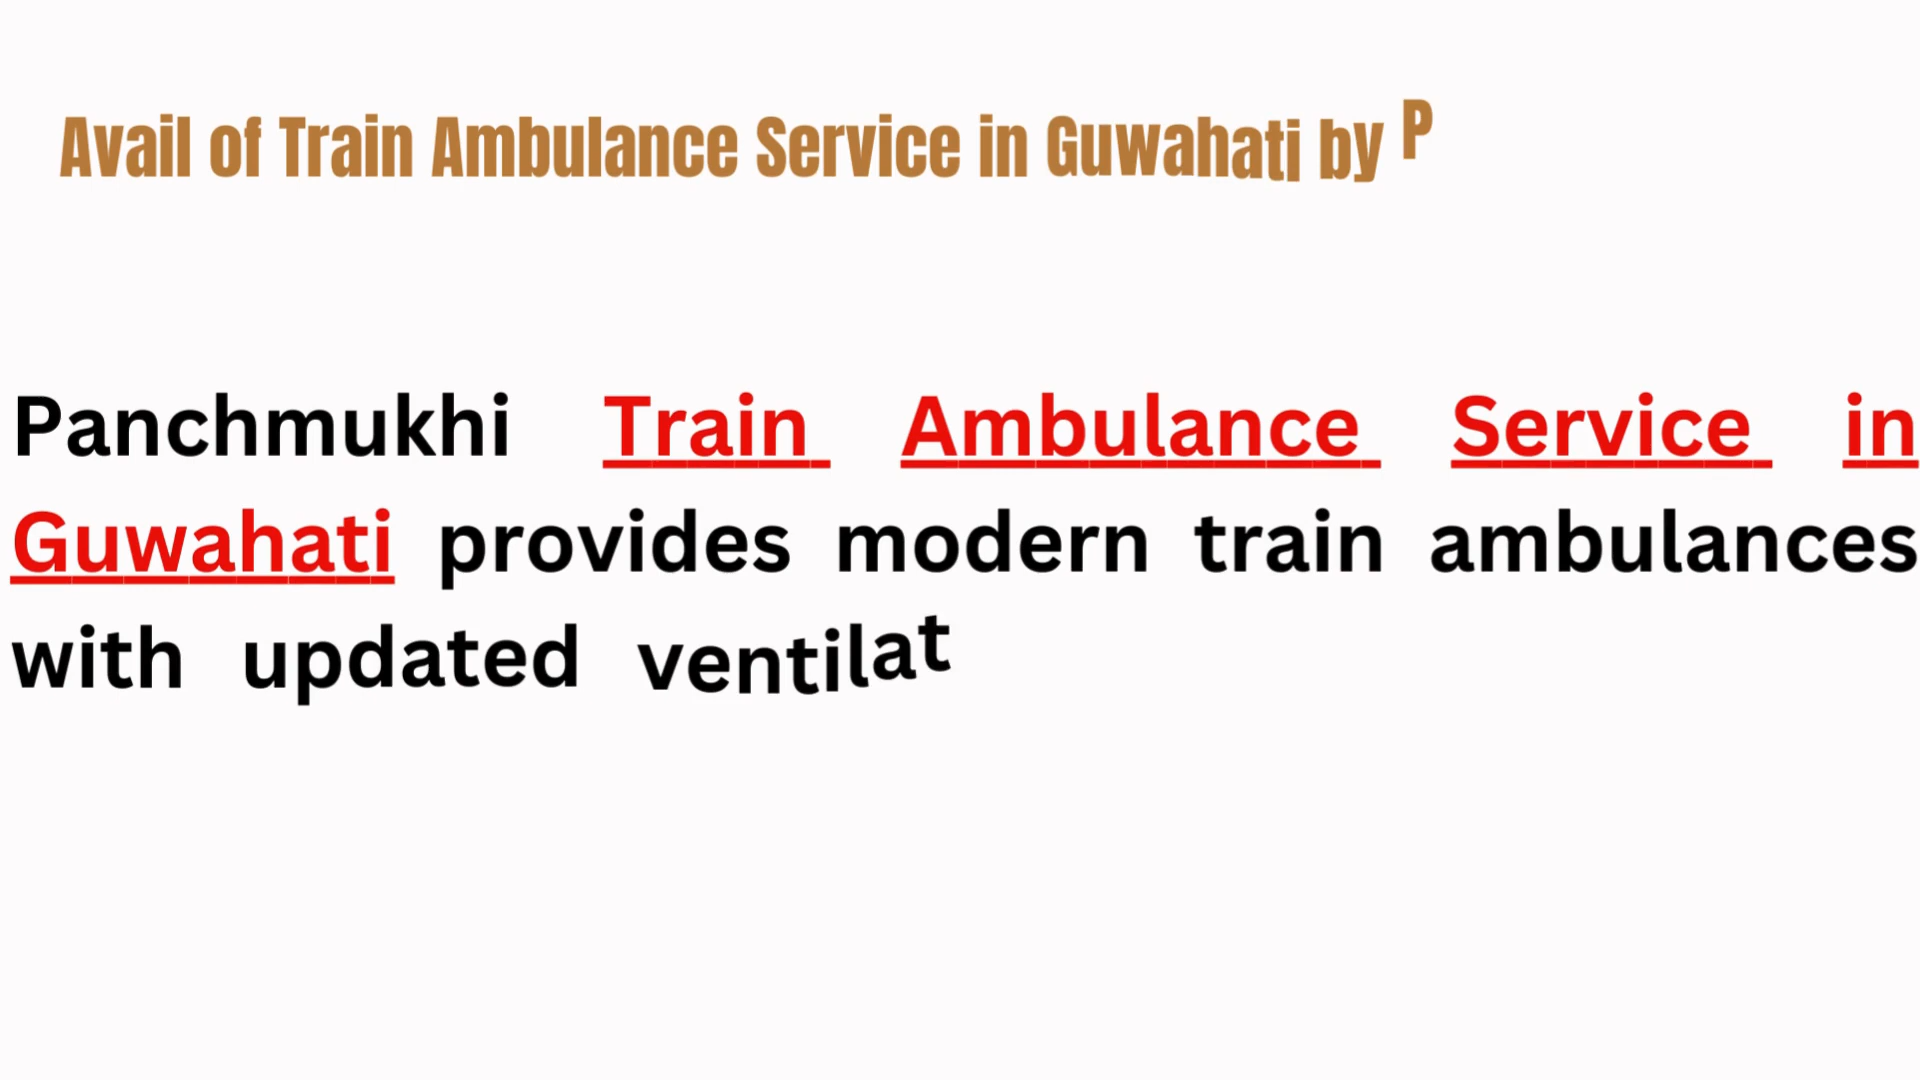 Avail of Train Ambulance Service in Guwahati by P
Panchmukhi Train Ambulance Service in
Guwahati provides modern train ambulances
with updated ventilat